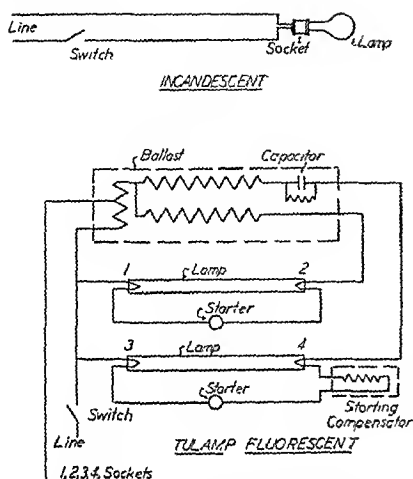 Line
Switch
Socket
Lamp
INCANDESCENT
Ballast
Capacitor
1
Lamp
2
Starter
3
Lamp
4
Starter
Switch
Starting
Compensator
Line
TULAMP FLUORESCENT
1,2,3,4, Sockets